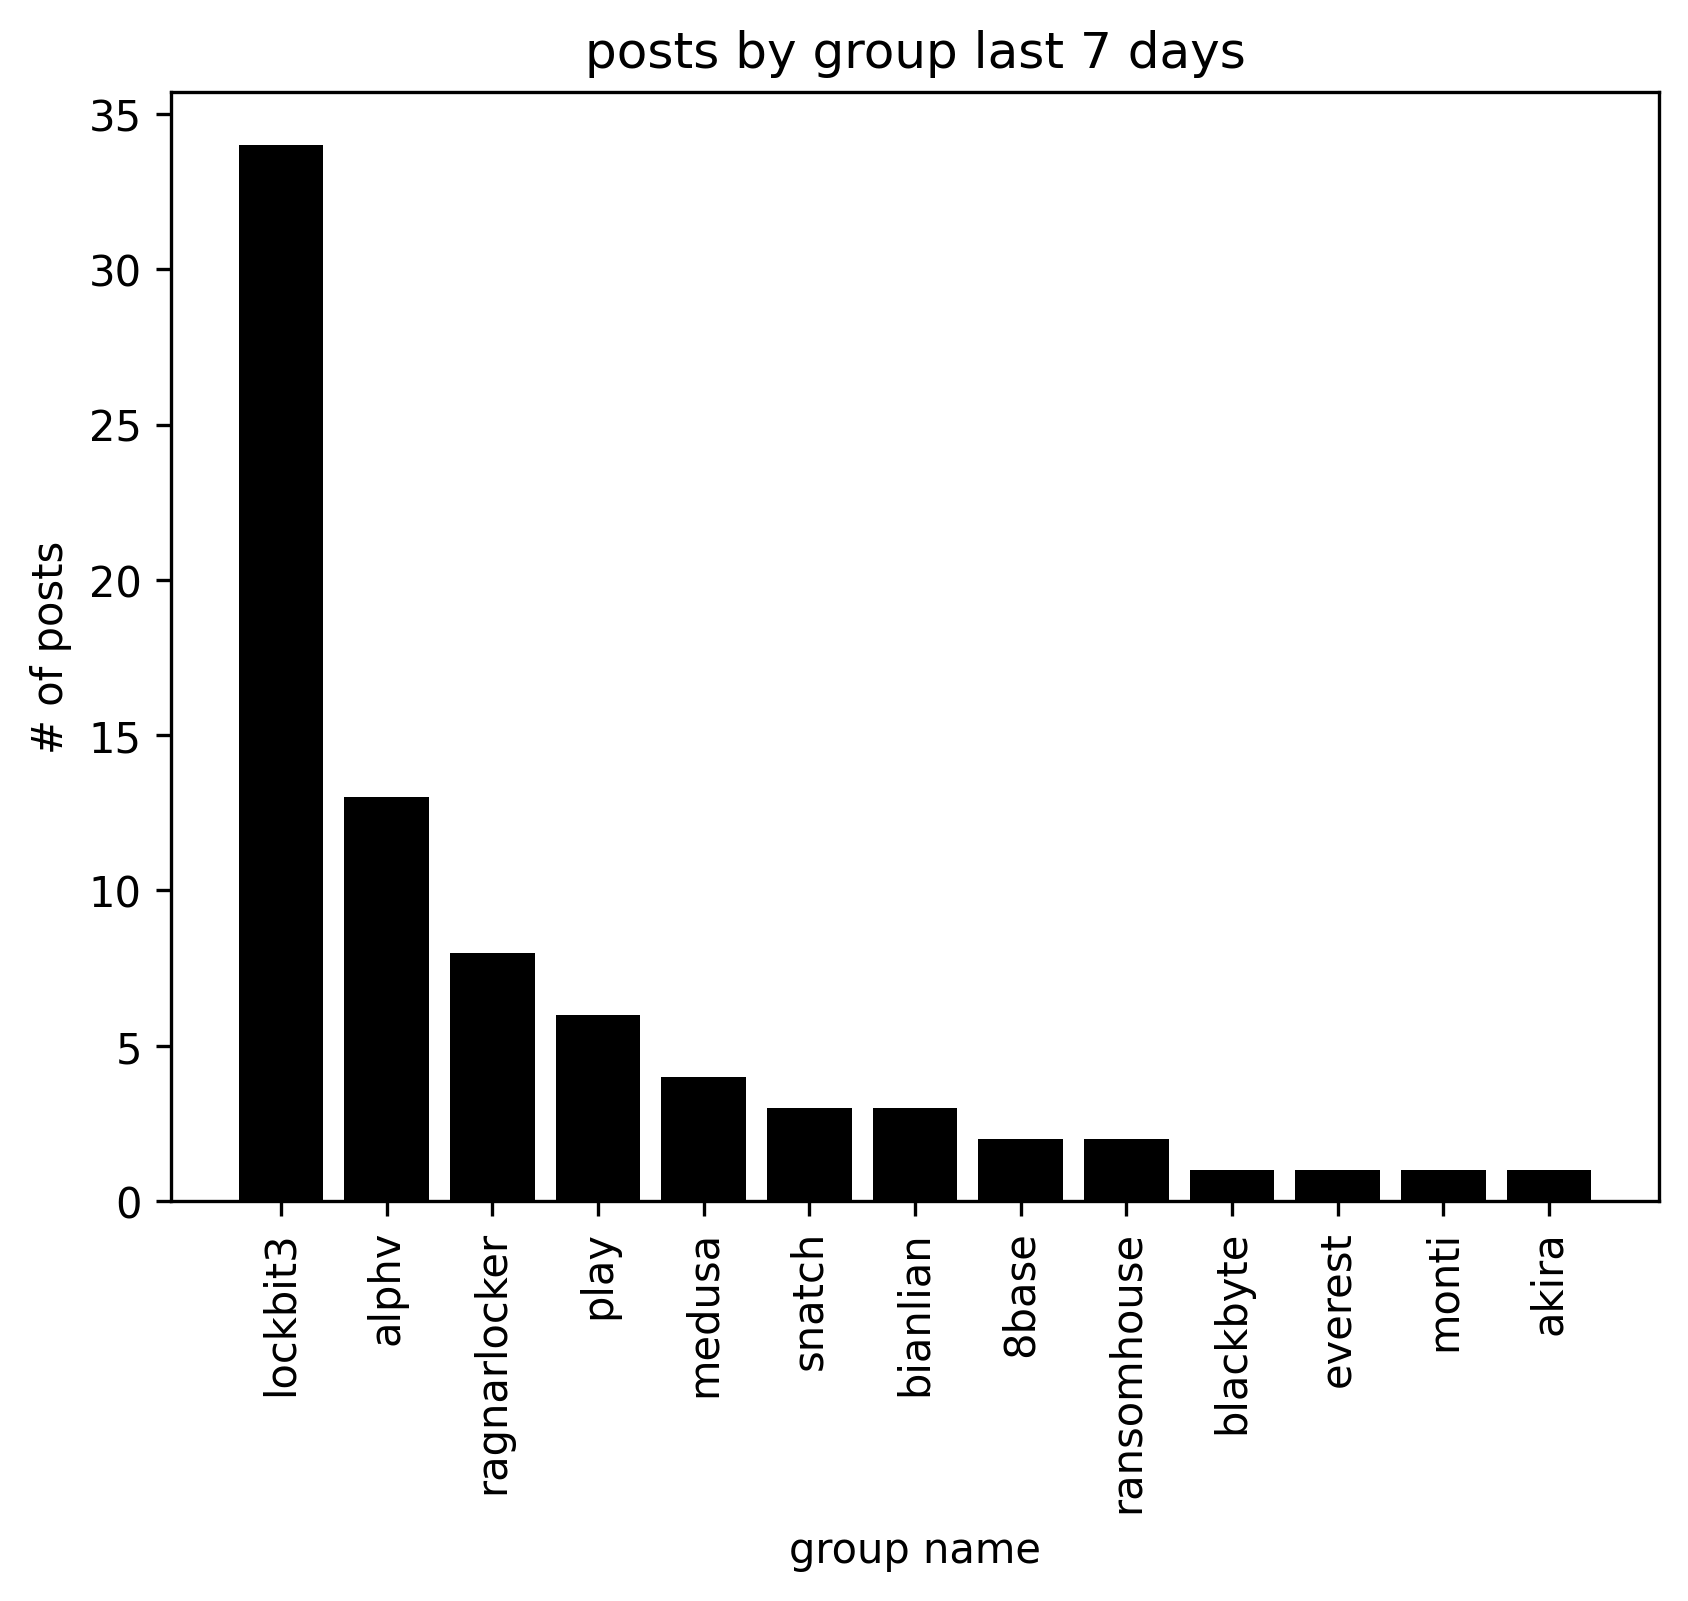 posts by group last 7 days
# of posts
35
30
25
20
15
10
5
0
lockbit3
alphv
ragnarlocker
play
medusa
snatch
bianlian
8base
ransomhouse
blackbyte
everest
monti
akira
group name